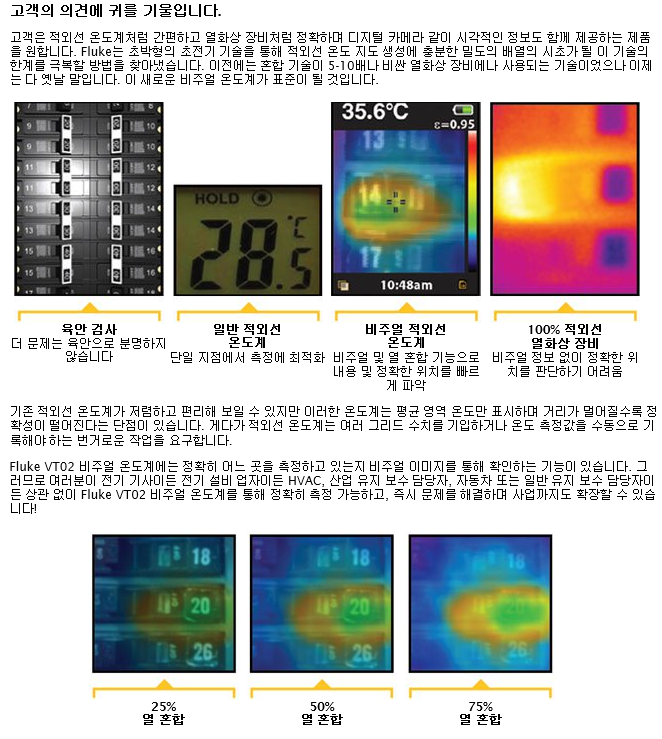 고객의 의견에 귀를 기울입니다.
고객은 적외선 온도계처럼 간편하고 열화상 장비처럼 정확하며 디지털 카메라 같이 시각적인 정보도 함께 제공하는 제품
을 원합니다. Fluke는 초박형의 초전기 기술을 통해 적외선 온도 지도 생성에 충분한 밀도의 배열의 시초가 될 이 기술의
한계를 극복할 방법을 찾아냈습니다. 이전에는 혼합 기술이 5-10배나 비싼 열화상 장비에나 사용되는 기술이었으나 이제
는 다 옛날 말입니다. 이 새로운 비주얼 온도계가 표준이 될 것입니다.
7 8
9 10
9 10
11 12
13 14
13 14
15 16
15 16
HOLD
28.5 °C
35.6°C
ε=0.95
13
14
10:48am
육안 검사
더 문제는 육안으로 분명하지
않습니다
일반 적외선
온도계
단일 지점에서 측정에 최적화
비주얼 적외선
온도계
비주얼 및 열 혼합 기능으로
내용 및 정확한 위치를 빠르
게 파악
100% 적외선
열화상 장비
비주얼 정보 없이 정확한 위
치를 판단하기 어려움
기존 적외선 온도계가 저렴하고 편리해 보일 수 있지만 이러한 온도계는 평균 영역 온도만 표시하며 거리가 멀어질수록 정
확성이 떨어진다는 단점이 있습니다. 게다가 적외선 온도계는 여러 그리드 수치를 기입하거나 온도 측정값을 수동으로 기
록해야 하는 번거로운 작업을 요구합니다.
Fluke VT02 비주얼 온도계에는 정확히 어느 곳을 측정하고 있는지 비주얼 이미지를 통해 확인하는 기능이 있습니다. 그
러므로 여러분이 전기 기사이든 전기 설비 업자이든 HVAC, 산업 유지 보수 담당자, 자동차 또는 일반 유지 보수 담당자이
든 상관 없이 Fluke VT02 비주얼 온도계를 통해 정확히 측정 가능하고, 즉시 문제를 해결하며 사업까지도 확장할 수 있습
니다!
18
20
26
18
20
26
18
20
26
25%
열 혼합
50%
열 혼합
75%
열 혼합